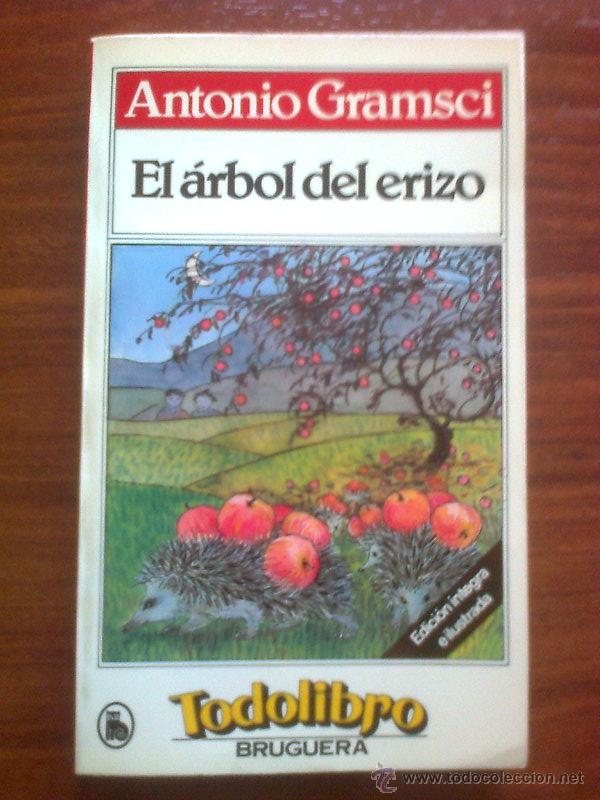 Antonio Gramsci
El árbol del erizo
Edición íntegra
e ilustrada
Todolibro
BRUGUERA
© www.todocoleccion.net